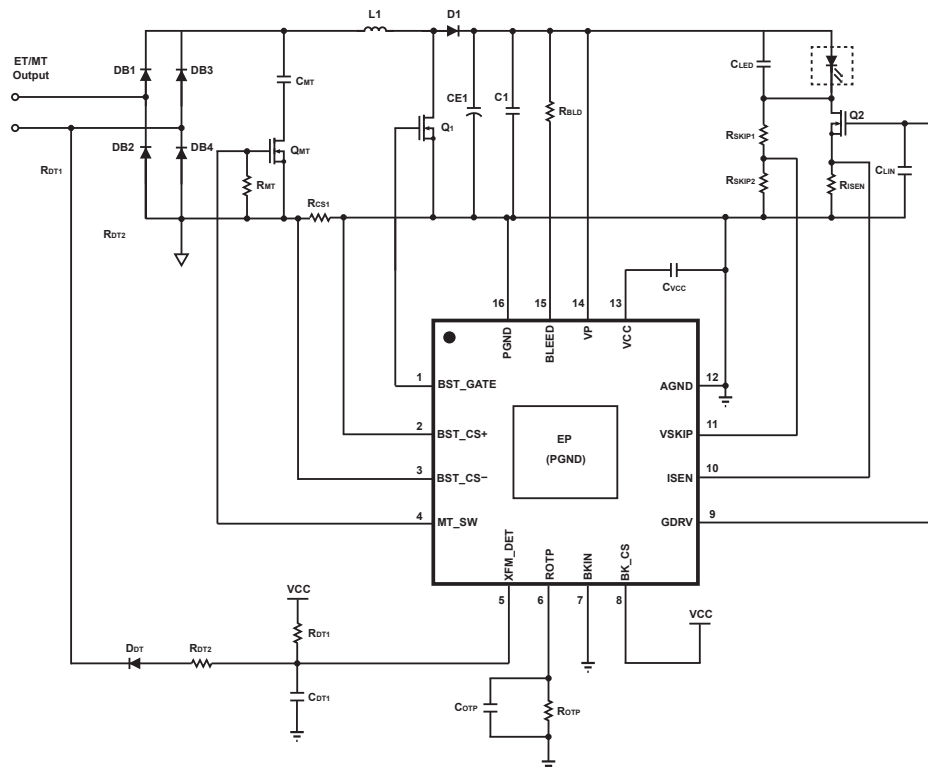 L1
D1
ET/MT
Output
DB1
DB3
CMT
CE1
C1
RBLD
CLED
Q2
Q1
DB2
DB4
QMT
RSKIP1
RDT1
RMT
RSKIP2
RISEN
CLIN
RCS1
RDT2
CVCC
16
15
14
13
PGND
BLEED
VP
VCC
1
BST_GATE
AGND
12
2
BST_CS+
EP
(PGND)
VSKIP
11
3
BST_CS−
ISEN
10
4
MT_SW
GDRV
9
XFM_DET
ROTP
BKIN
BK_CS
5
6
7
8
VCC
VCC
RDT1
DDT
RDT2
CDT1
COTP
ROTP